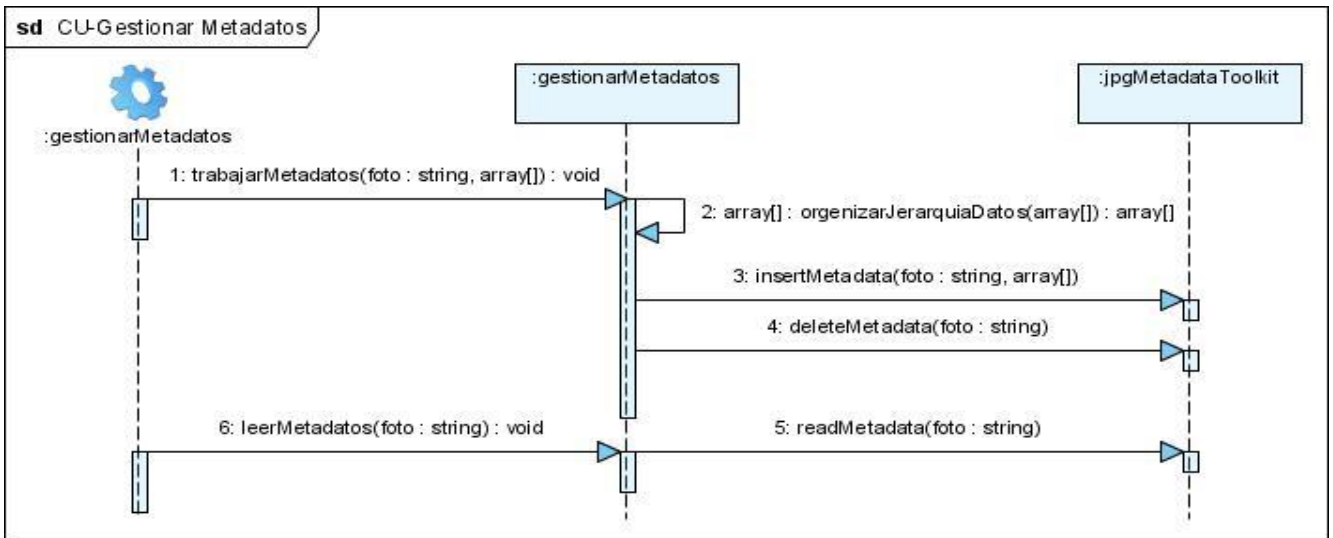 sd CU-Gestionar Metadatos
:gestionarMetadatos
:jpgMetadataToolkit
:gestionarMetadatos
1: trabajarMetadatos(foto : string, array[]) : void
2: array[] : orgenizarJerarquiaDatos(array[]) : array[]
3: insertMetadata(foto : string, array[])
4: deleteMetadata(foto : string)
6: leerMetadatos(foto : string) : void
5: readMetadata(foto : string)